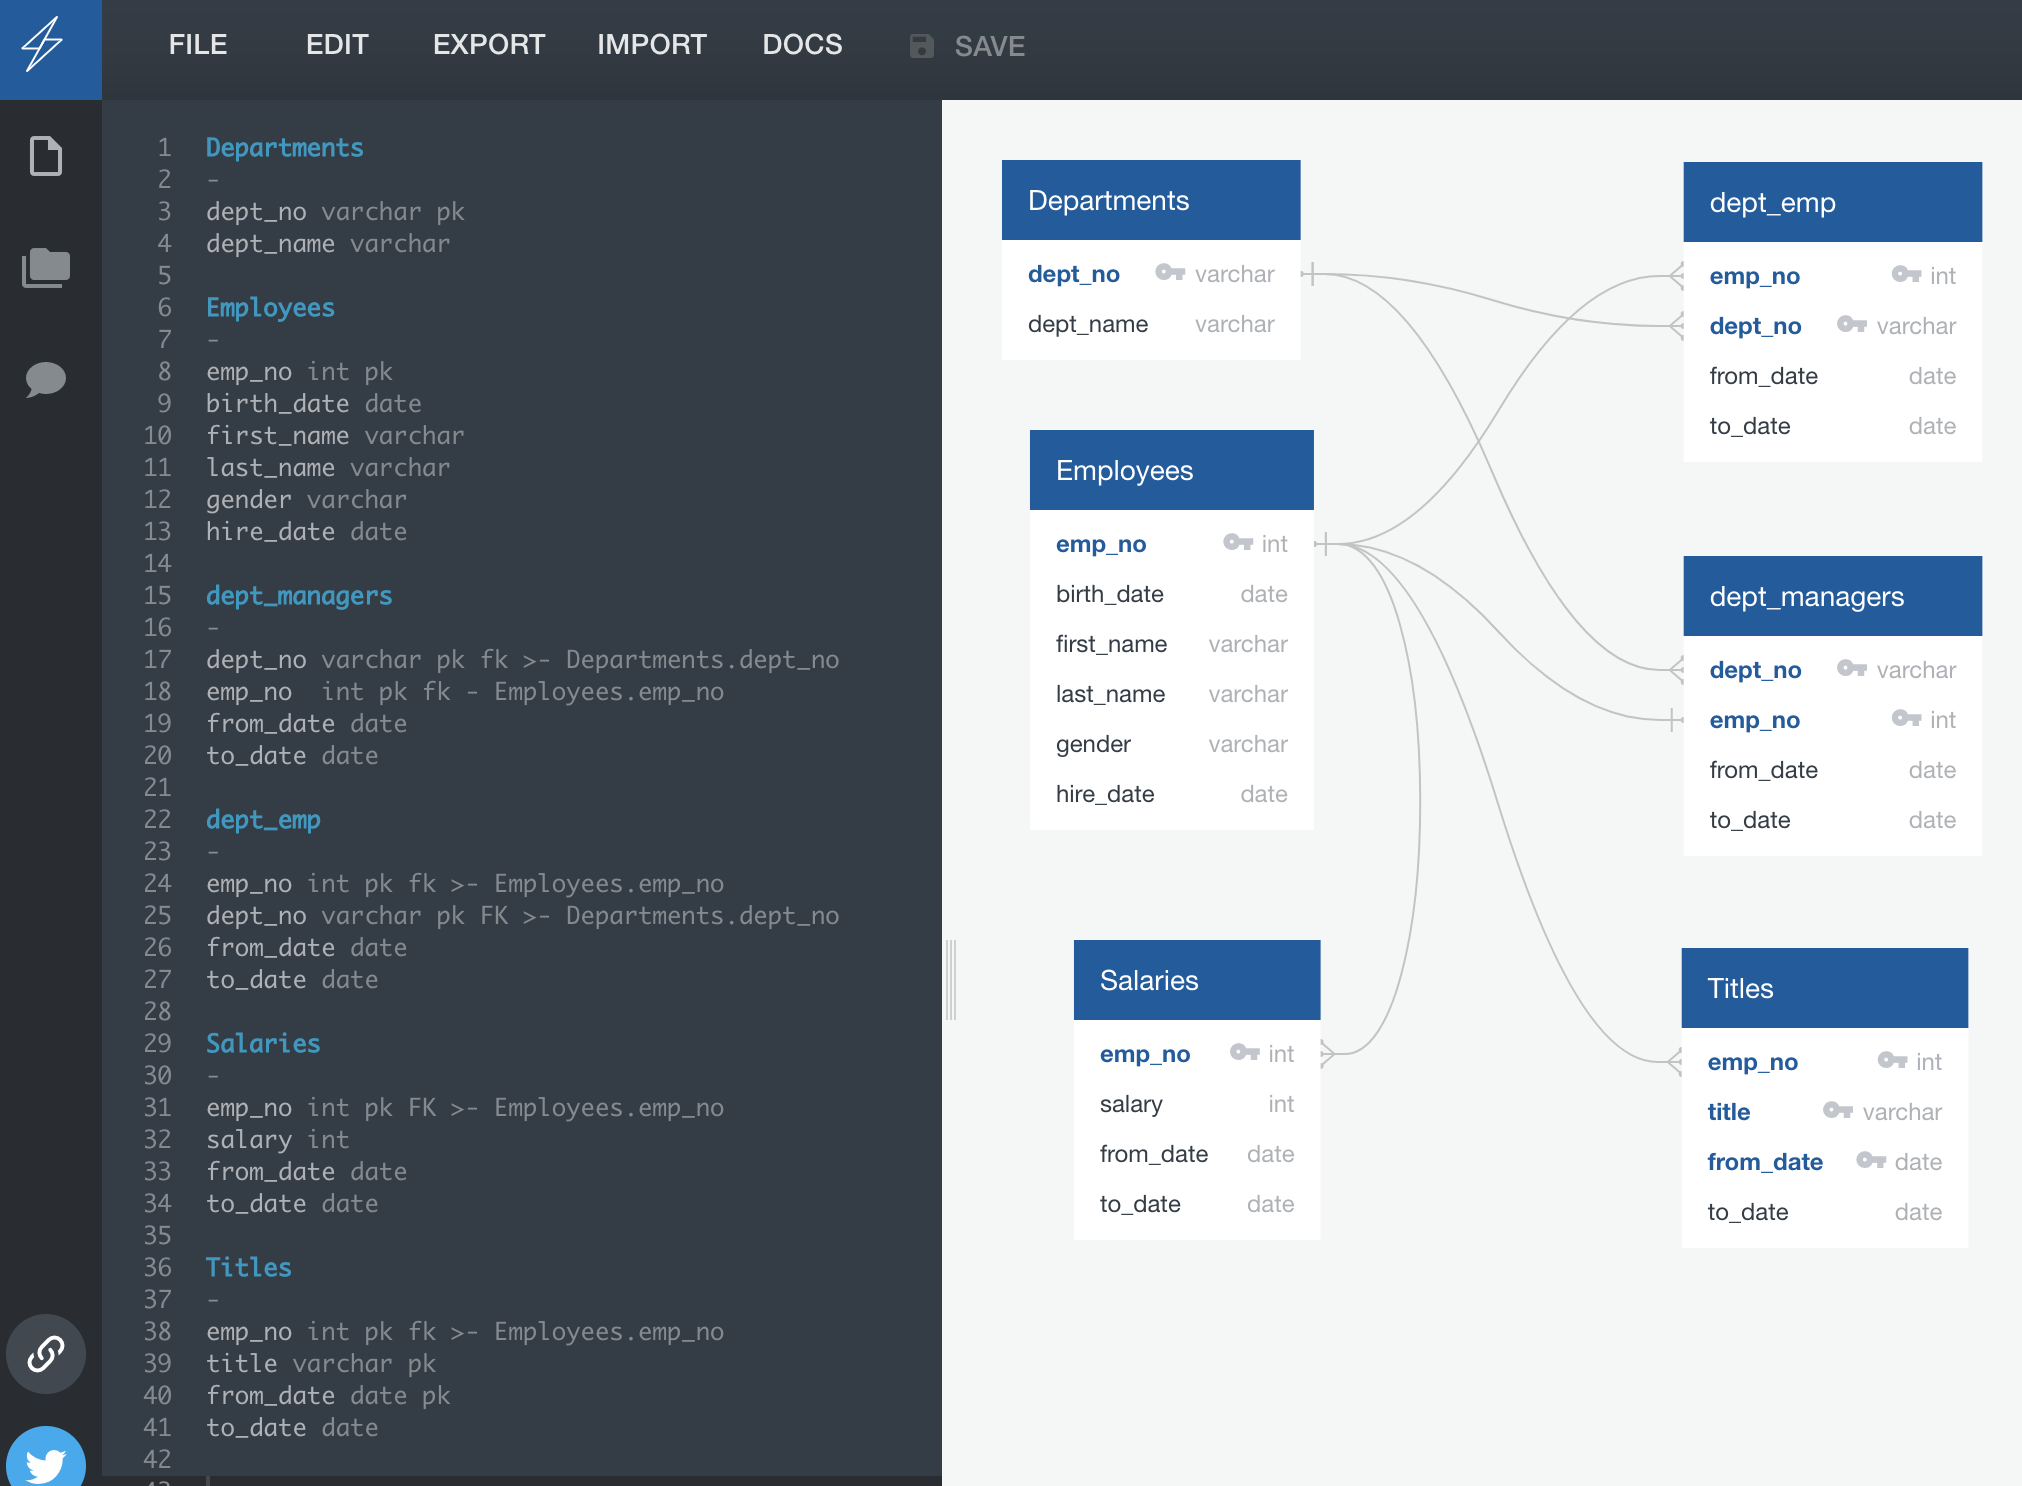 FILE EDIT EXPORT IMPORT DOCS SAVE
1 Departments
2 -
3 dept_no varchar pk
4 dept_name varchar
5
6 Employees
7 -
8 emp_no int pk
9 birth_date date
10 first_name varchar
11 last_name varchar
12 gender varchar
13 hire_date date
14
15 dept_managers
16 -
17 dept_no varchar pk fk >- Departments.dept_no
18 emp_no  int pk fk - Employees.emp_no
19 from_date date
20 to_date date
21
22 dept_emp
23 -
24 emp_no int pk fk >- Employees.emp_no
25 dept_no varchar pk FK >- Departments.dept_no
26 from_date date
27 to_date date
28
29 Salaries
30 -
31 emp_no int pk FK >- Employees.emp_no
32 salary int
33 from_date date
34 to_date date
35
36 Titles
37 -
38 emp_no int pk fk >- Employees.emp_no
39 title varchar pk
40 from_date date pk
41 to_date date
42
Departments
dept_no varchar
dept_name varchar
dept_emp
emp_no int
dept_no varchar
from_date date
to_date date
Employees
emp_no int
birth_date date
first_name varchar
last_name varchar
gender varchar
hire_date date
dept_managers
dept_no varchar
emp_no int
from_date date
to_date date
Salaries
emp_no int
salary int
from_date date
to_date date
Titles
emp_no int
title varchar
from_date date
to_date date